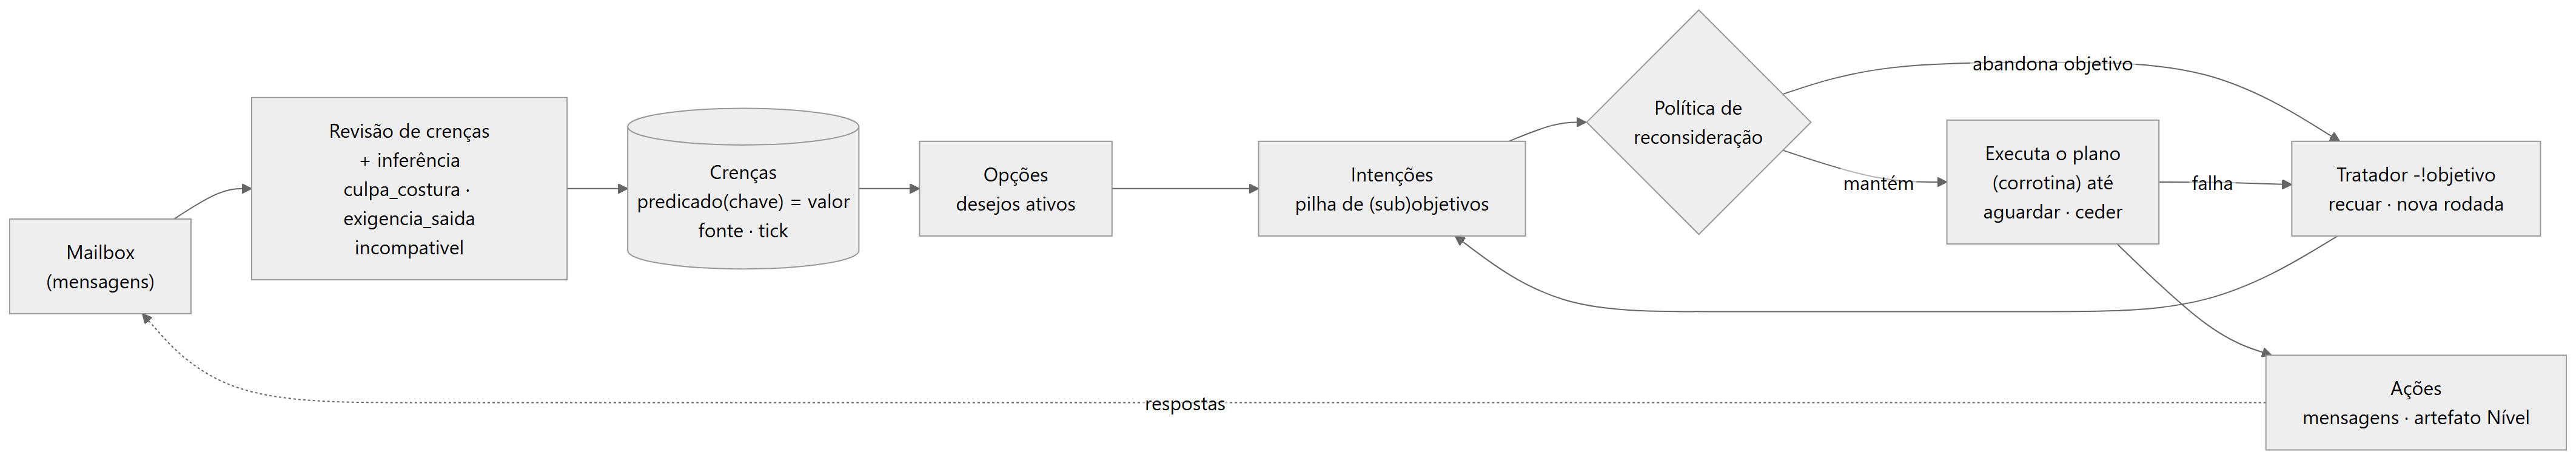 Mailbox
(mensagens)
Revisão de crenças
+ inferência
culpa_costura ·
exigencia_saida
incompativel
Crenças
predicado(chave) = valor
fonte · tick
Opções
desejos ativos
Intenções
pilha de (sub)objetivos
Política de
reconsideração
abandona objetivo
mantém
Executa o plano
(corrotina) até
aguardar · ceder
falha
Tratador -!objetivo
recuar · nova rodada
Ações
mensagens · artefato Nível
respostas